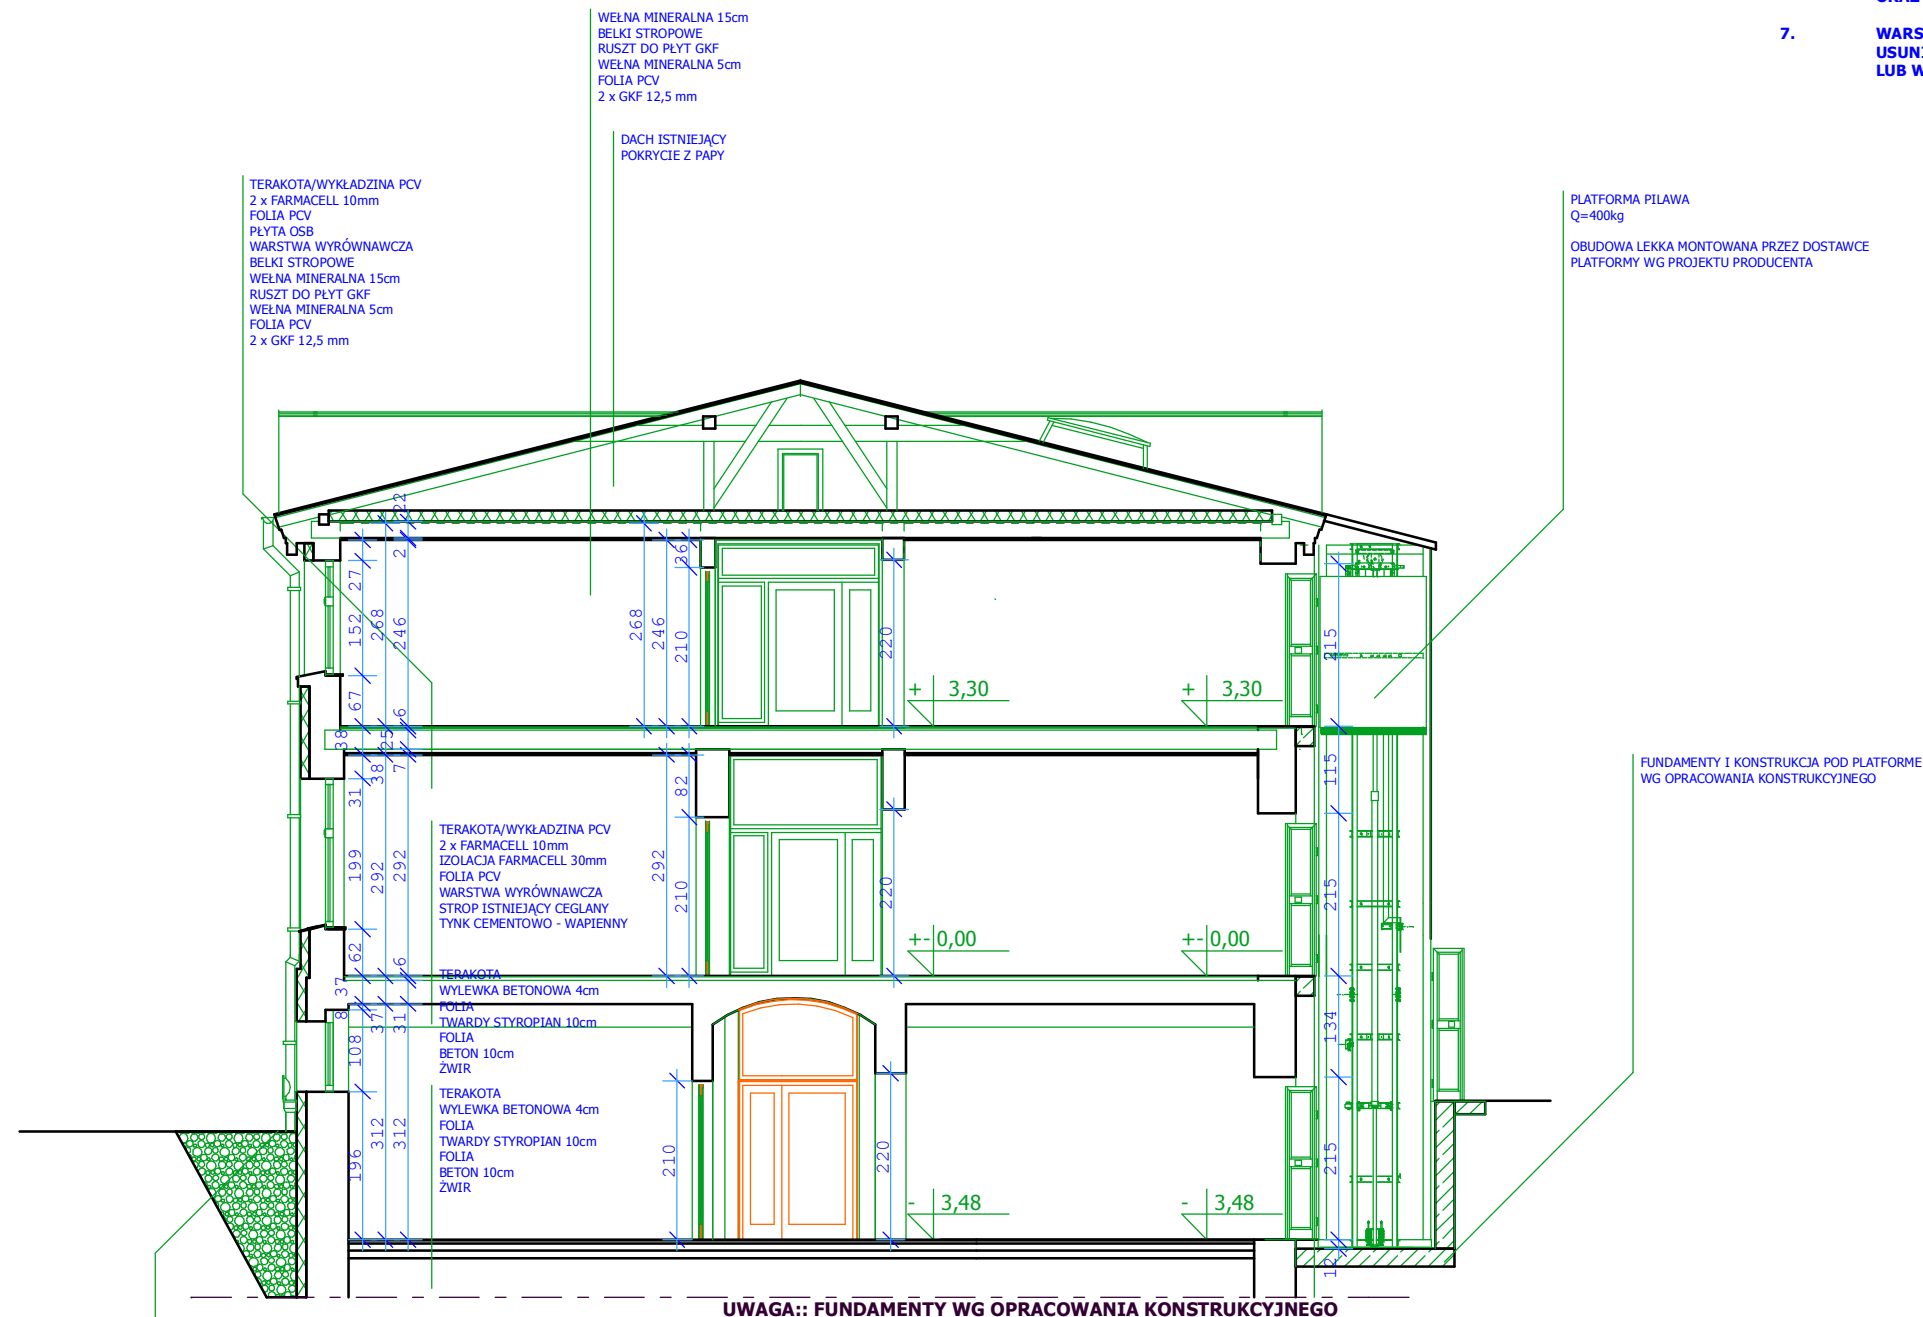 WEŁNA MINERALNA 15cm
BELKI STROPOWE
RUSZT DO PŁYT GKF
WEŁNA MINERALNA 5cm
FOLIA PCV
2 x GKF 12,5 mm
7.
WARS
USUN
LUB W
DACH ISTNIEJĄCY
POKRYCIE Z PAPY
TERAKOTA/WYKŁADZINA PCV
2 x FARMACELL 10mm
FOLIA PCV
PŁYTA OSB
WARSTWA WYRÓWNAWCZA
BELKI STROPOWE
WEŁNA MINERALNA 15cm
RUSZT DO PŁYT GKF
WEŁNA MINERALNA 5cm
FOLIA PCV
2 x GKF 12,5 mm
PLATFORMA PILAWA
Q=400kg
OBUDOWA LEKKA MONTOWANA PRZEZ DOSTAWCE
PLATFORMY WG PROJEKTU PRODUCENTA
22
2
27
152
268
246
67
6
268
246
36
210
220
215
+ 3,30
+ 3,30
38
25
38
7
31
199
292
292
62
6
292
82
210
220
115
215
+- 0,00
+- 0,00
FUNDAMENTY I KONSTRUKCJA POD PLATFORME
WG OPRACOWANIA KONSTRUKCYJNEGO
TERAKOTA/WYKŁADZINA PCV
2 x FARMACELL 10mm
IZOLACJA FARMACELL 30mm
FOLIA PCV
WARSTWA WYRÓWNAWCZA
STROP ISTNIEJĄCY CEGLANY
TYNK CEMENTOWO - WAPIENNY
TERAKOTA
WYLEWKA BETONOWA 4cm
FOLIA
TWARDY STYROPIAN 10cm
FOLIA
BETON 10cm
ŻWIR
TERAKOTA
WYLEWKA BETONOWA 4cm
FOLIA
TWARDY STYROPIAN 10cm
FOLIA
BETON 10cm
ŻWIR
37
8
37
31
108
196
312
312
210
220
134
215
12
- 3,48
- 3,48
UWAGA:: FUNDAMENTY WG OPRACOWANIA KONSTRUKCYJNEGO